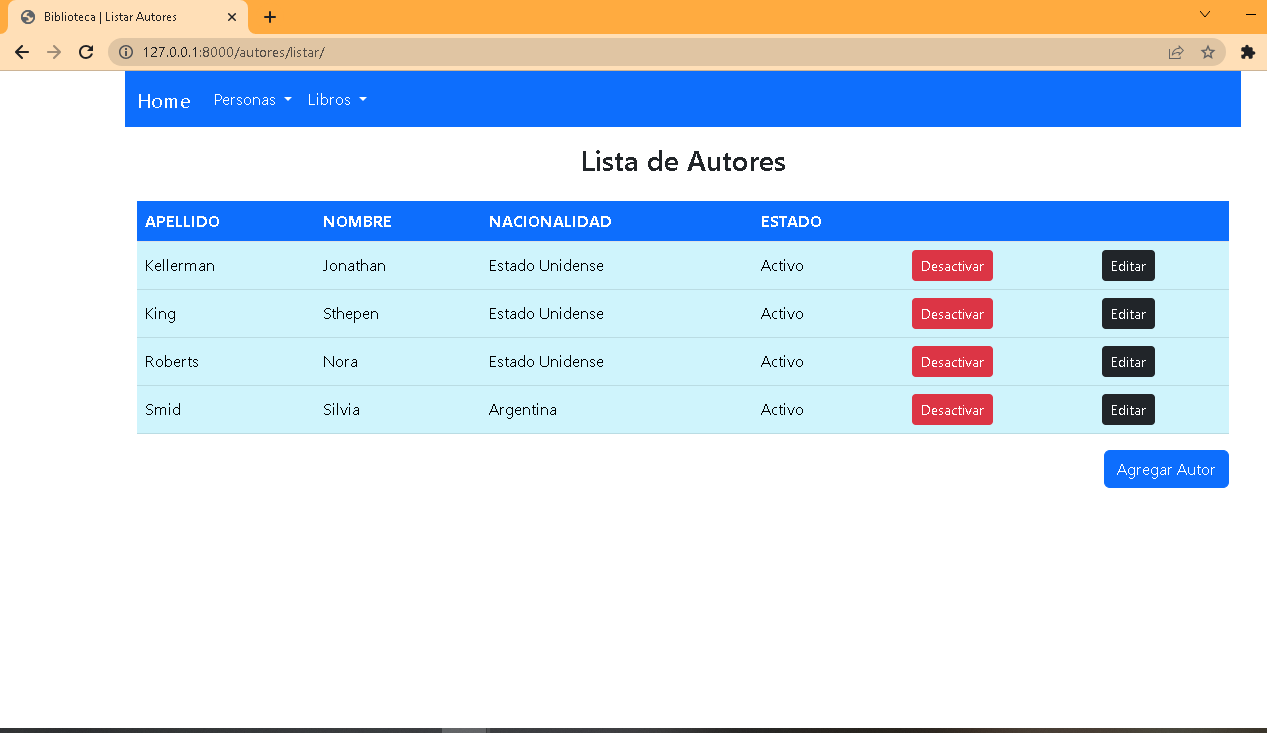 Biblioteca | Listar Autores
127.0.0.1:8000/autores/listar/
Home Personas Libros
Lista de Autores
APELLIDO NOMBRE NACIONALIDAD ESTADO
Kellerman Jonathan Estado Unidense Activo Desactivar Editar
King Sthepen Estado Unidense Activo Desactivar Editar
Roberts Nora Estado Unidense Activo Desactivar Editar
Smid Silvia Argentina Activo Desactivar Editar
Agregar Autor